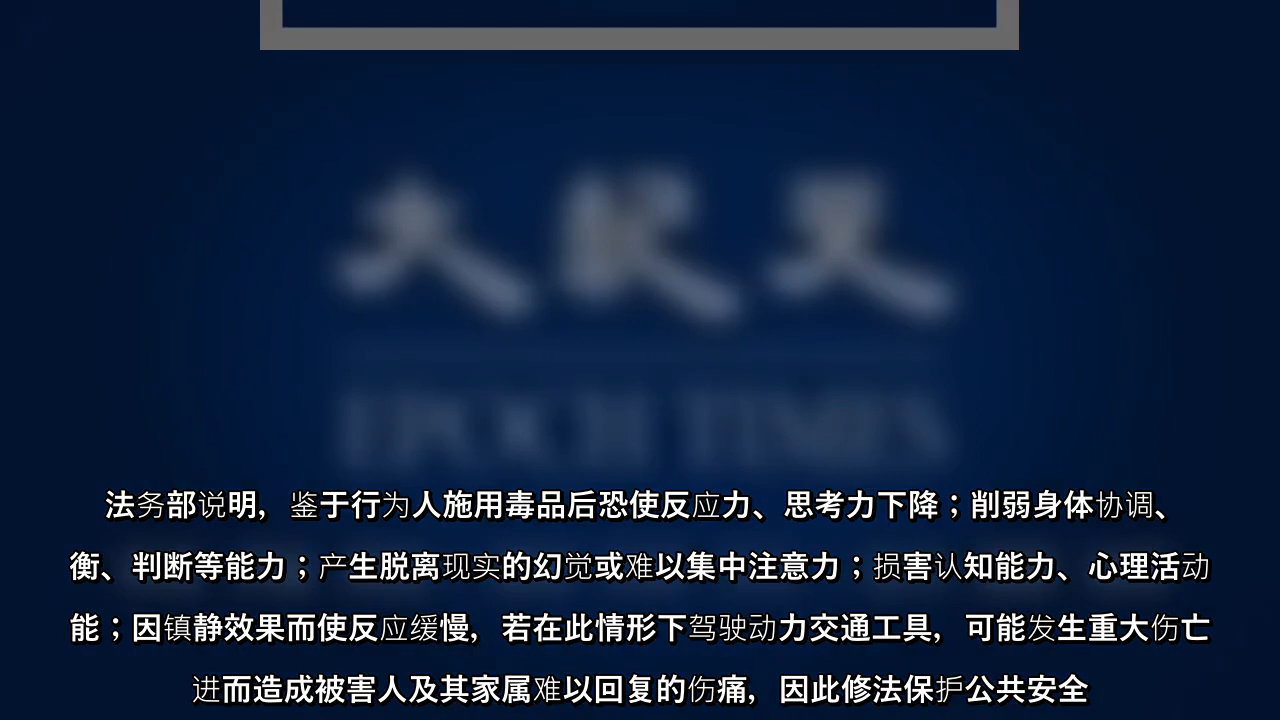 EPOCH TIMES
法务部说明，鉴于行为人施用毒品后恐使反应力、思考力下降；削弱身体协调、
衡、判断等能力；产生脱离现实的幻觉或难以集中注意力；损害认知能力、心理活动
能；因镇静效果而使反应缓慢，若在此情形下驾驶动力交通工具，可能发生重大伤亡
进而造成被害人及其家属难以回复的伤痛，因此修法保护公共安全